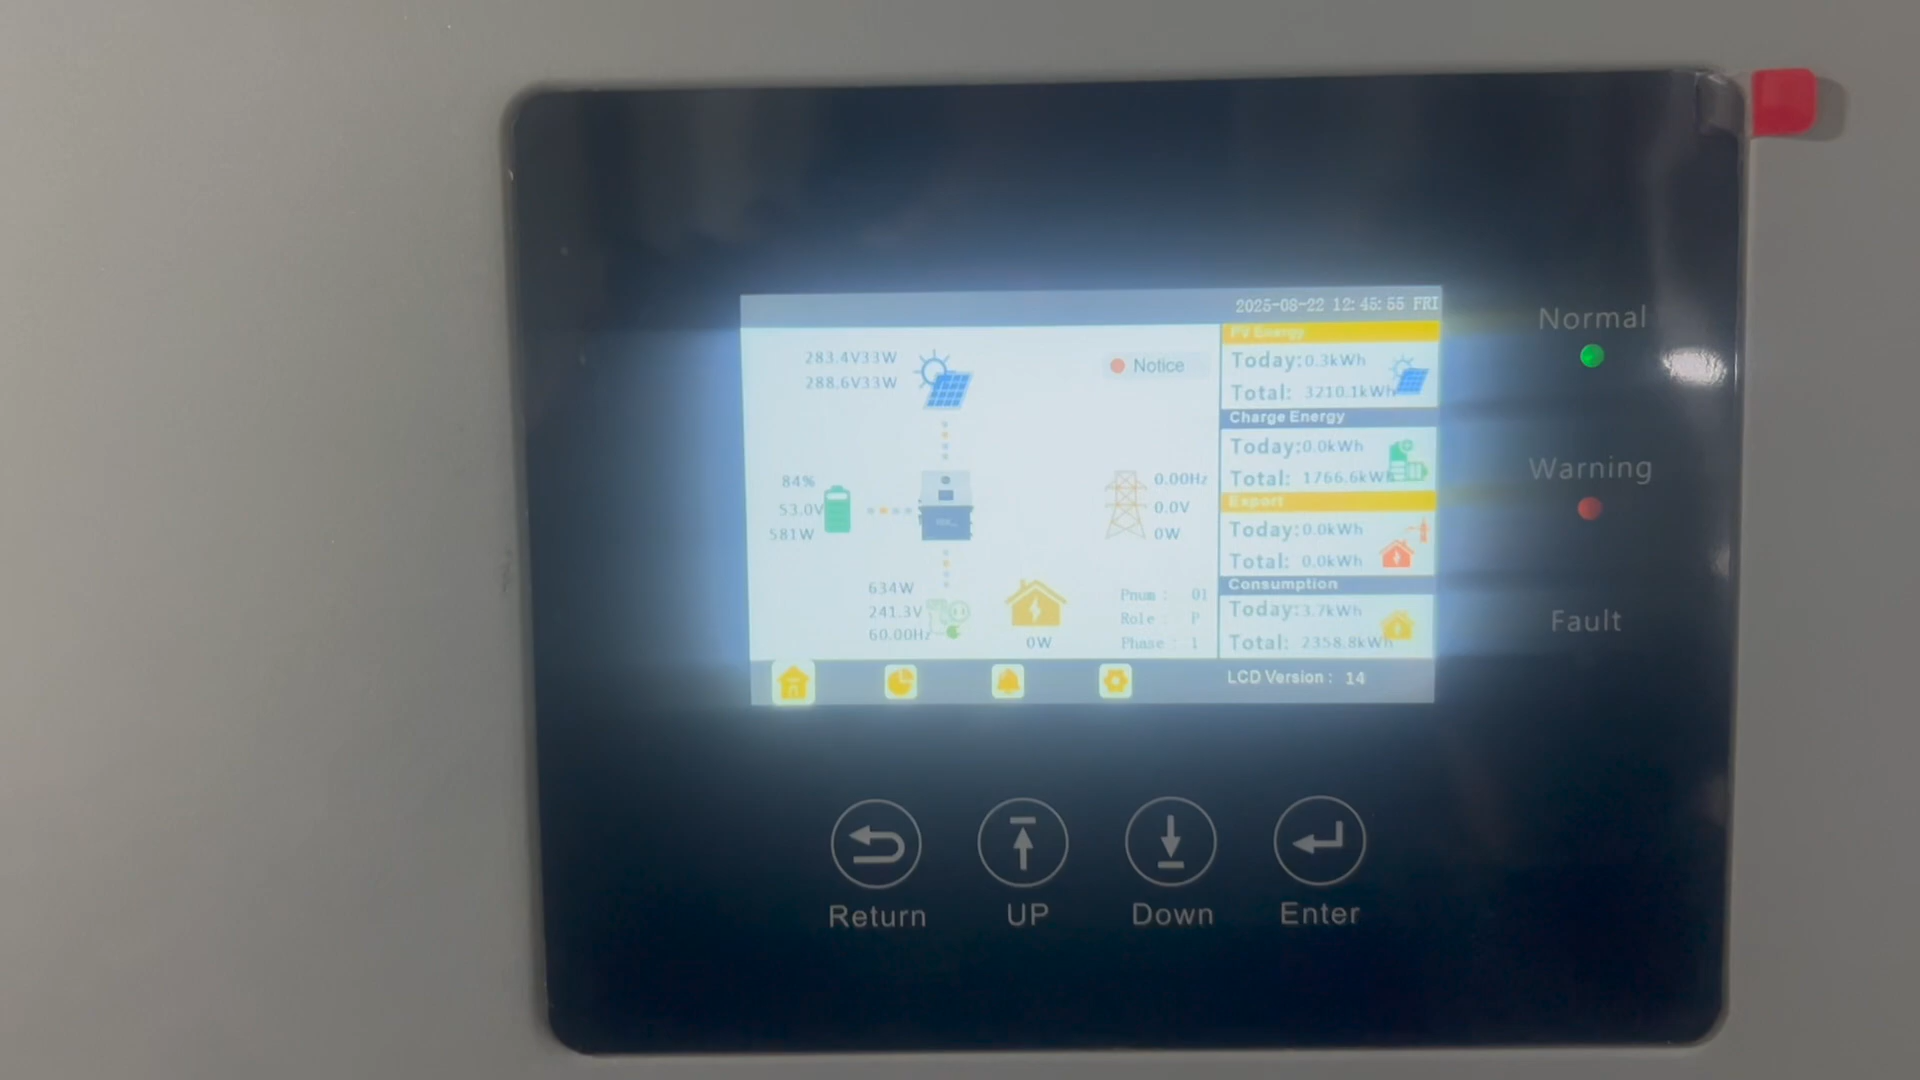 2025-08-22 12:45:55 FRI
283.4V33W
288.6V33W
Notice
84%
53.0V
581W
0.00Hz
0.0V
0W
634W
241.3V
60.00Hz
0W
Pnum : 01
Role : P
Phase : 1
PV Energy
Today:0.3kWh
Total: 3210.1kWh
Charge Energy
Today:0.0kWh
Total: 1766.6kWh
Export
Today:0.0kWh
Total: 0.0kWh
Consumption
Today:3.7kWh
Total: 2358.8kWh
LCD Version : 14
Normal
Warning
Fault
Return
UP
Down
Enter